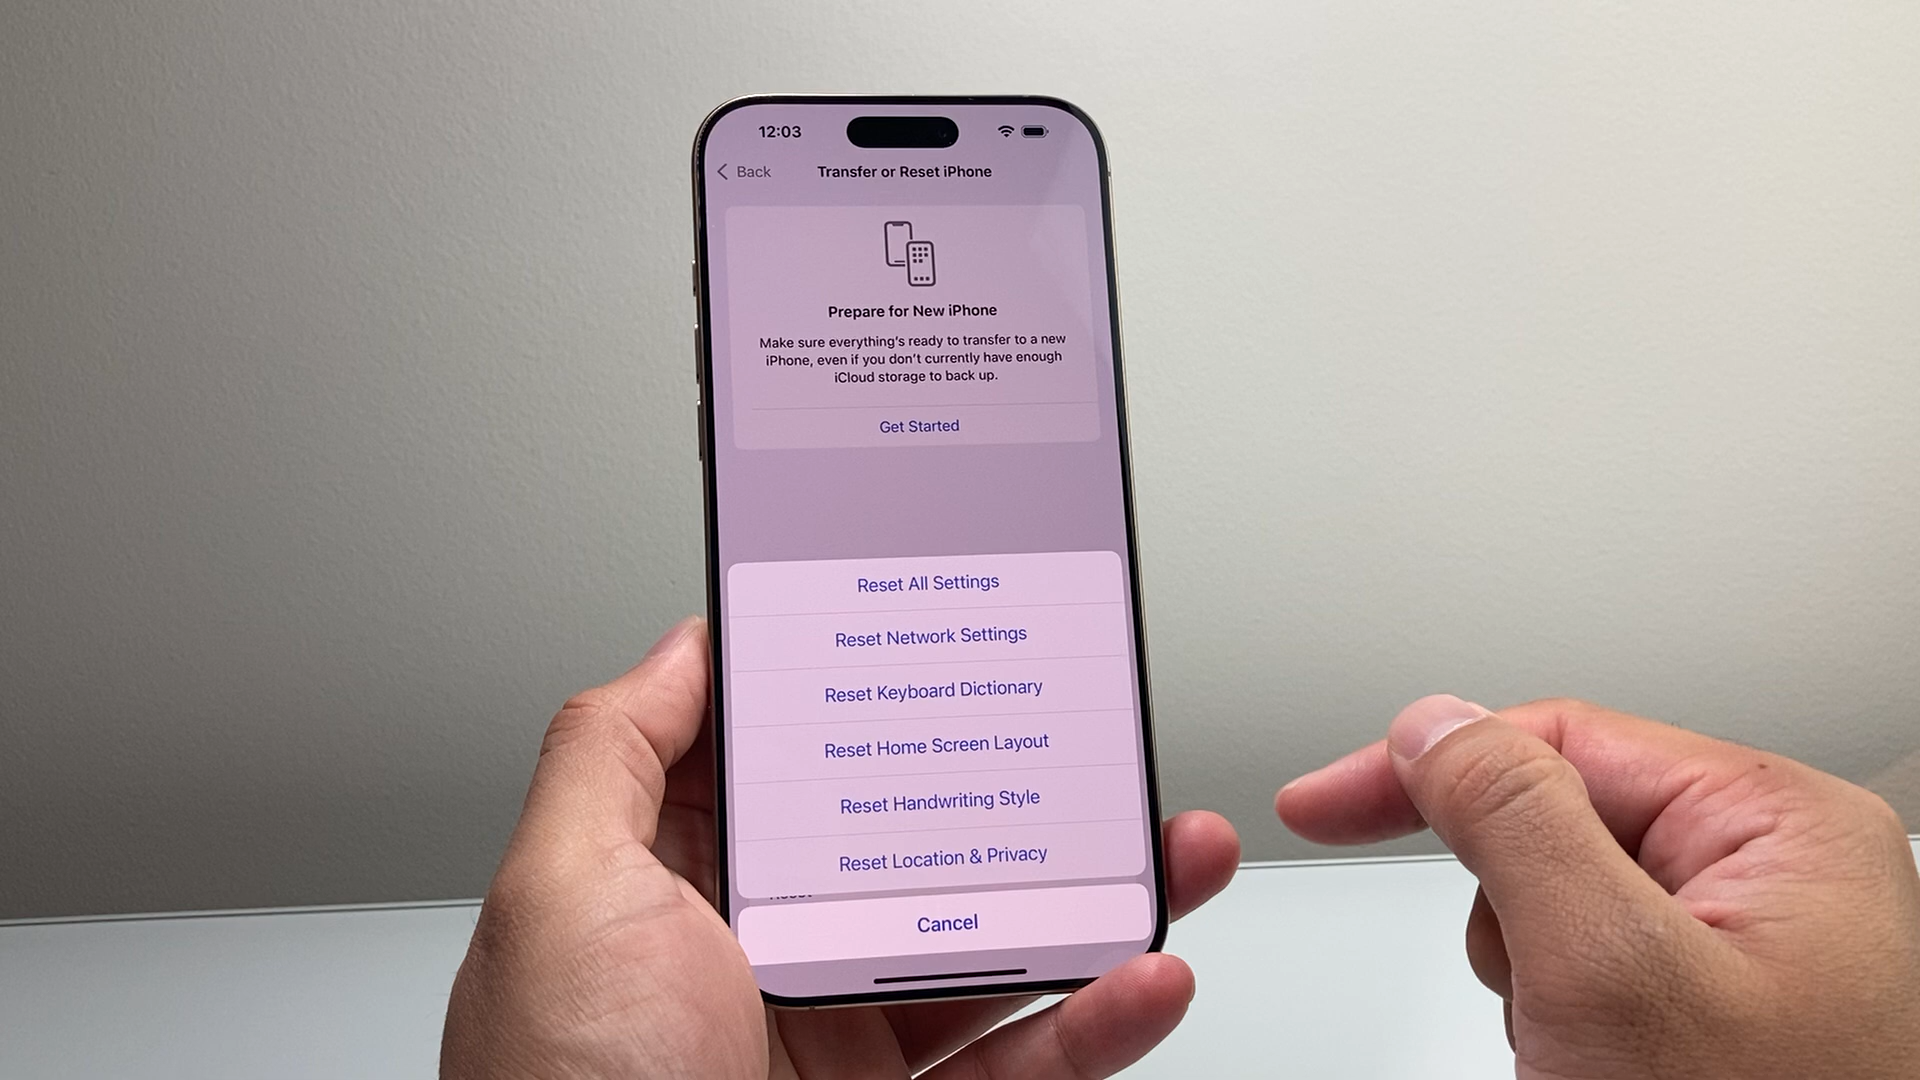 12:03
Back
Transfer or Reset iPhone
Prepare for New iPhone
Make sure everything's ready to transfer to a new
iPhone, even if you don't currently have enough
iCloud storage to back up.
Get Started
Reset All Settings
Reset Network Settings
Reset Keyboard Dictionary
Reset Home Screen Layout
Reset Handwriting Style
Reset Location & Privacy
Cancel